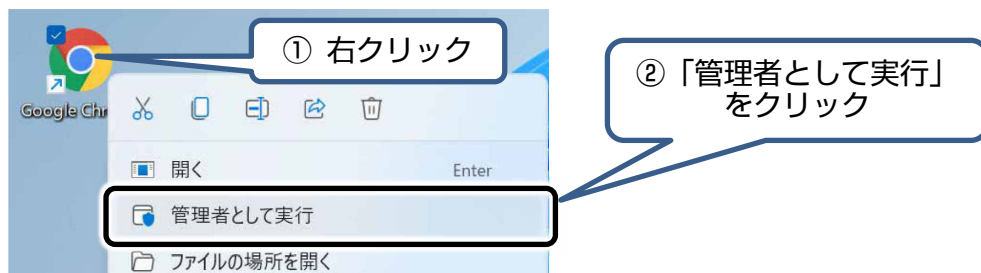 ① 右クリック
②「管理者として実行」
をクリック
Google Chr
開く Enter
管理者として実行
ファイルの場所を開く